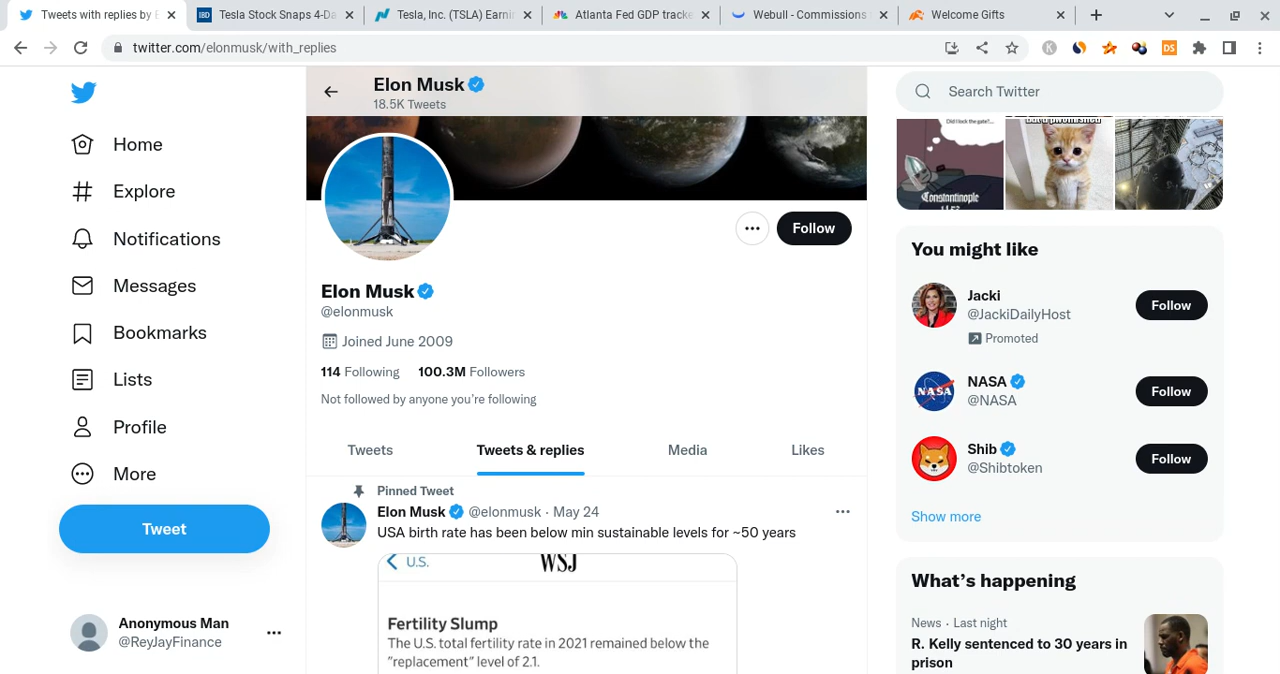 Tweets with replies by E
Tesla Stock Snaps 4-Da
Tesla, Inc. (TSLA) Earni
Atlanta Fed GDP tracke
Webull - Commissions
Welcome Gifts
twitter.com/elonmusk/with_replies
Home
Explore
Notifications
Messages
Bookmarks
Lists
Profile
More
Tweet
Anonymous Man
@ReyJayFinance
Elon Musk
18.5K Tweets
Follow
Elon Musk
@elonmusk
Joined June 2009
114 Following 100.3M Followers
Not followed by anyone you're following
Tweets Tweets & replies Media Likes
Pinned Tweet
Elon Musk @elonmusk · May 24
USA birth rate has been below min sustainable levels for ~50 years
U.S. WSJ
Fertility Slump
The U.S. total fertility rate in 2021 remained below the
"replacement" level of 2.1.
Search Twitter
Did I lock the gate?...
Constantinople
You might like
Jacki
@JackiDailyHost
Promoted
Follow
NASA
@NASA
Follow
Shib
@Shibtoken
Follow
Show more
What's happening
News · Last night
R. Kelly sentenced to 30 years in
prison